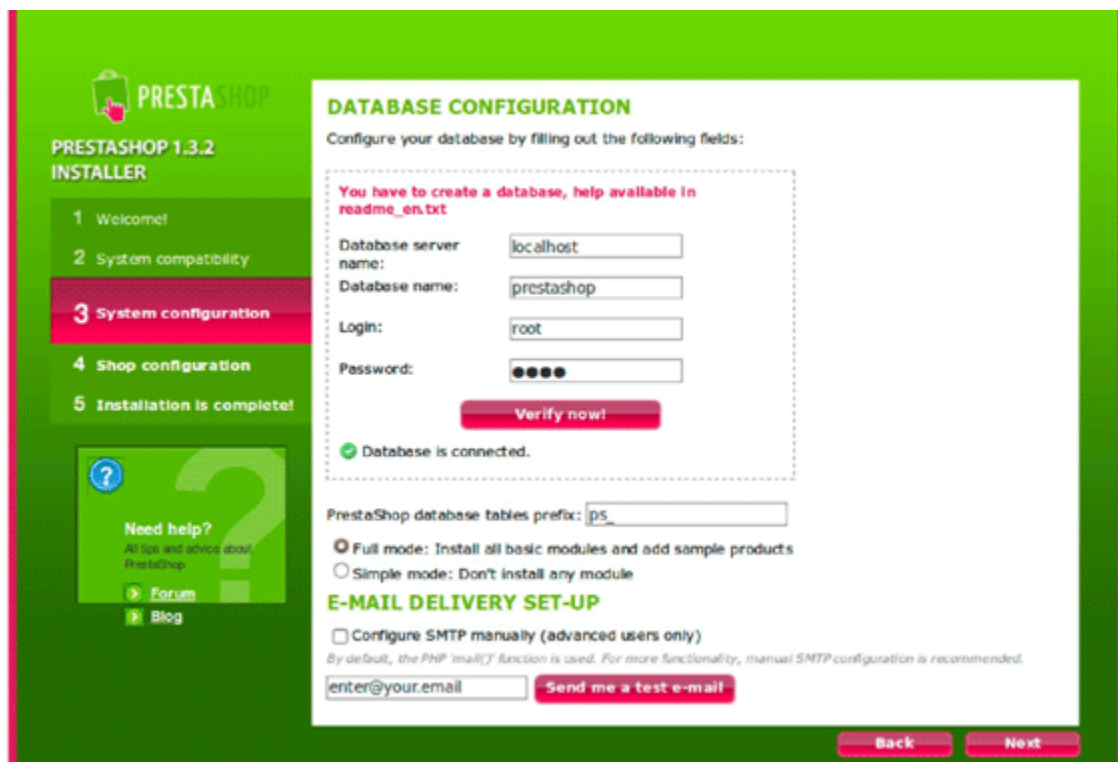 PRESTASHOP
PRESTASHOP 1.3.2
INSTALLER
1 Welcome!
2 System compatibility
3 System configuration
4 Shop configuration
5 Installation is complete!
?
Need help?
All tips and advice about
PrestaShop
Forum
Blog
DATABASE CONFIGURATION
Configure your database by filling out the following fields:
You have to create a database, help available in
readme_en.txt
Database server
name:
localhost
Database name:
prestashop
Login:
root
Password:
●●●●
Verify now!
Database is connected.
PrestaShop database tables prefix: ps_
Full mode: Install all basic modules and add sample products
Simple mode: Don't install any module
E-MAIL DELIVERY SET-UP
Configure SMTP manually (advanced users only)
By default, the PHP 'mail()' function is used. For more functionality, manual SMTP configuration is recommended.
enter@your.email
Send me a test e-mail
Back
Next